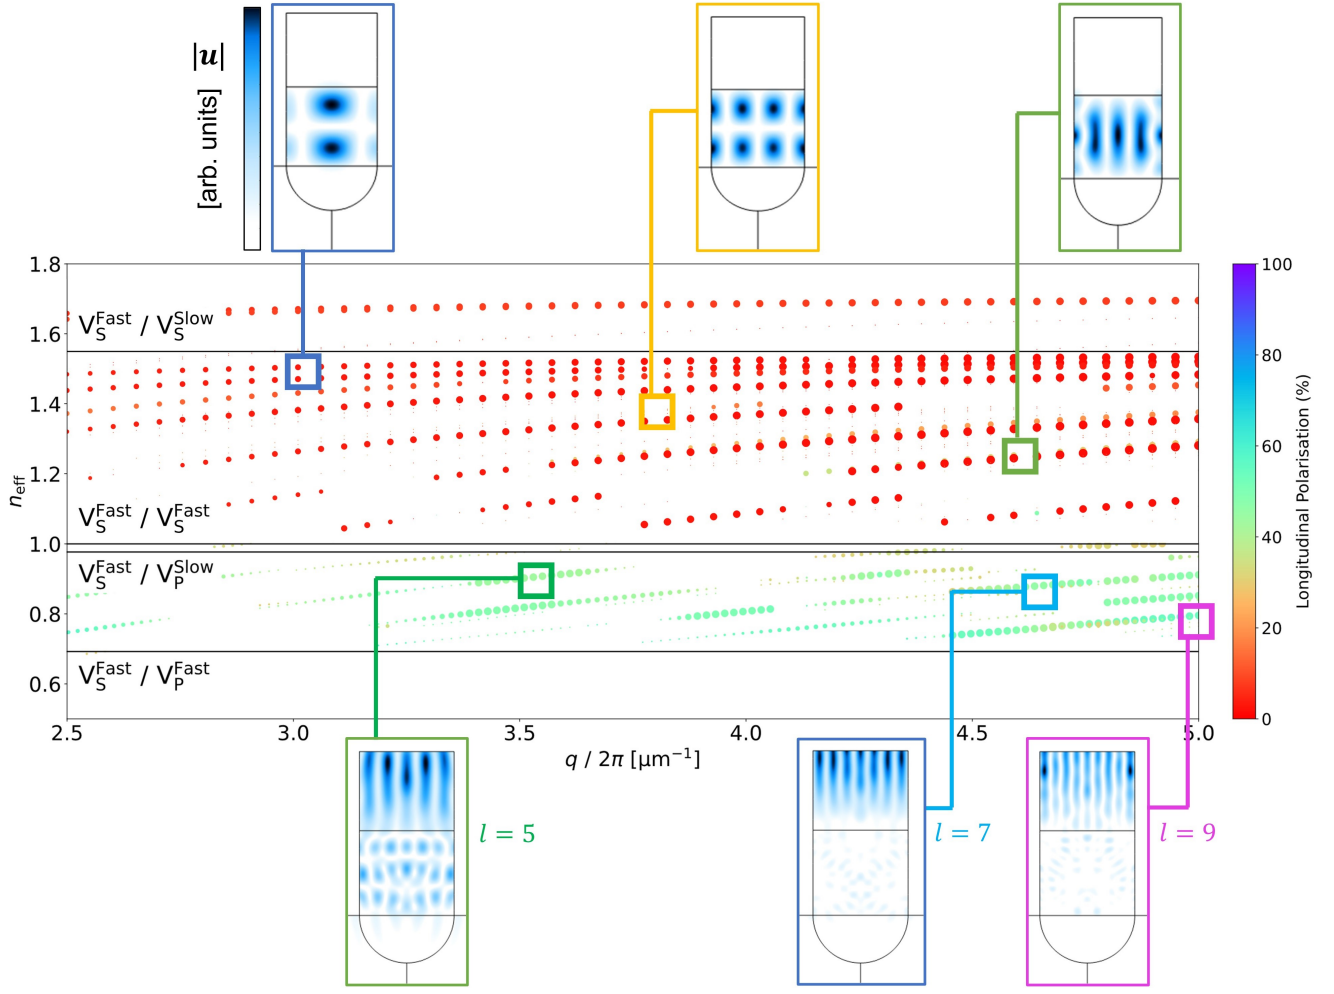 |u|
[arb. units]
1.8
1.6
1.4
1.2
1.0
0.8
0.6
n_eff
V_S^Fast / V_S^Slow
V_S^Fast / V_S^Fast
V_S^Fast / V_P^Slow
V_S^Fast / V_P^Fast
2.5
3.0
3.5
4.0
4.5
5.0
q / 2π [μm⁻¹]
100
80
60
40
20
0
Longitudinal Polarisation (%)
l = 5
l = 7
l = 9